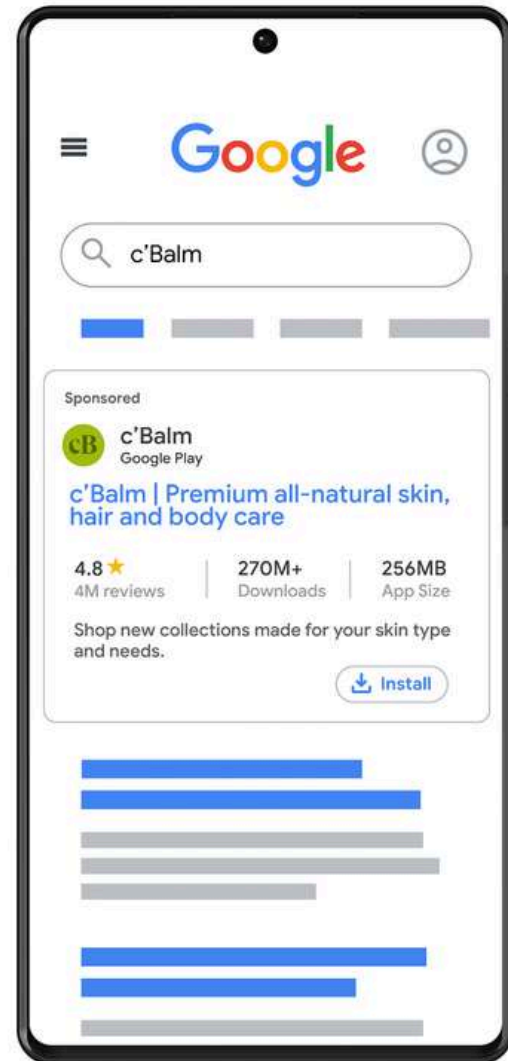 Google
c’Balm
Sponsored
cB
c’Balm
Google Play
c’Balm | Premium all-natural skin,
hair and body care
4.8★ 270M+ 256MB
4M reviews Downloads App Size
Shop new collections made for your skin type
and needs.
Install